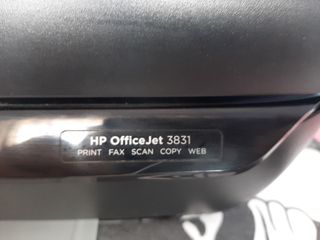 HP OfficeJet 3831
PRINT FAX SCAN COPY WEB